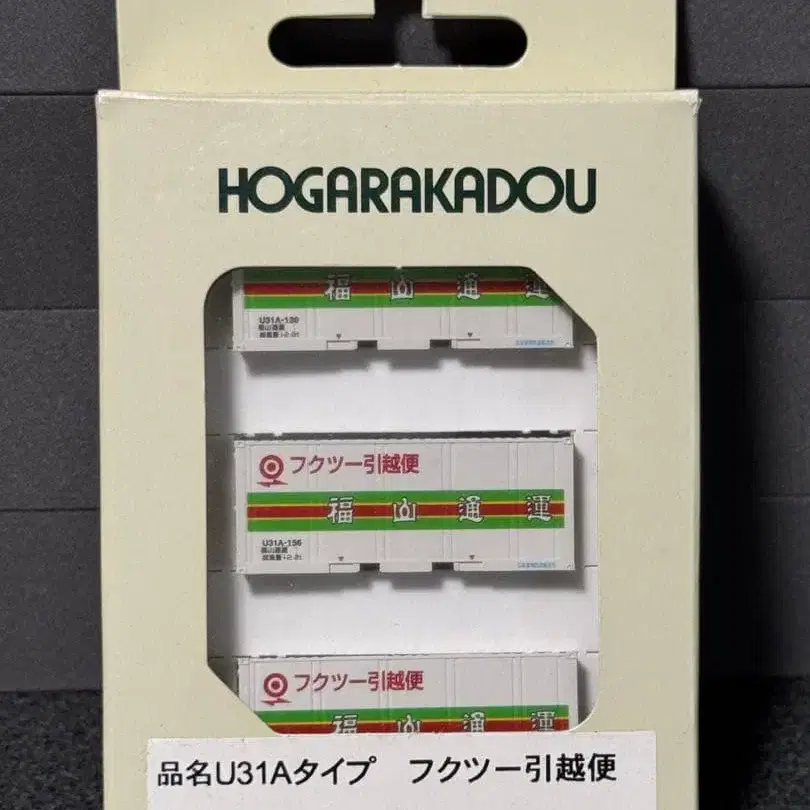 HOGARAKADOU
福山通運
U31A-130
福山通運
フクツー引越便
福山通運
U31A-156
福山通運
フクツー引越便
福山通運
品名U31Aタイプ　フクツー引越便